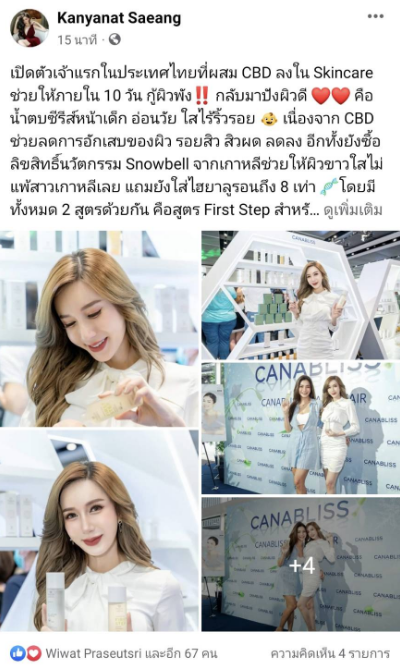 Kanyanat Saeang
15 นาที
เปิดตัวเจ้าแรกในประเทศไทยที่ผสม CBD ลงใน Skincare
ช่วยให้ภายใน 10 วัน กู้ผิวพัง‼️ กลับมาปังผิวดี ❤️❤️ คือ
น้ำตบซีรีส์หน้าเด็ก อ่อนวัย ใสไร้ริ้วรอย 👶 เนื่องจาก CBD
ช่วยลดการอักเสบของผิว รอยสิว สิวผด ลดลง อีกทั้งยังซื้อ
ลิขสิทธิ์นวัตกรรม Snowbell จากเกาหลีช่วยให้ผิวขาวใสไม่
แพ้สาวเกาหลีเลย แถมยังใส่ไฮยาลูรอนถึง 8 เท่า 🧬โดยมี
ทั้งหมด 2 สูตรด้วยกัน คือสูตร First Step สำหรั... ดูเพิ่มเติม
CANABLISS
CANABLISS
AIR
CANABLISS
CANABLISS
+4
Wiwat Praseutsri และอีก 67 คน
ความคิดเห็น 4 รายการ